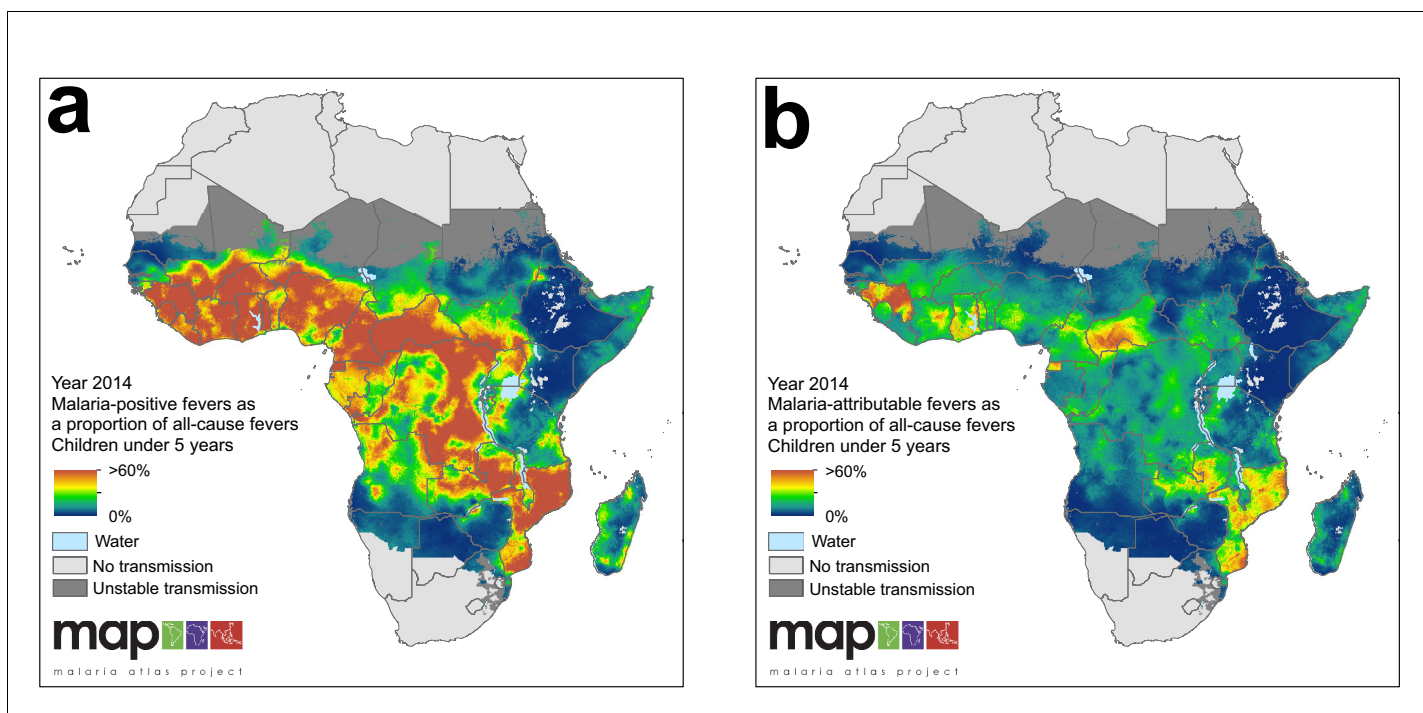 a
Year 2014
Malaria-positive fevers as
a proportion of all-cause fevers
Children under 5 years
>60%
0%
Water
No transmission
Unstable transmission
map
malaria atlas project
b
Year 2014
Malaria-attributable fevers as
a proportion of all-cause fevers
Children under 5 years
>60%
0%
Water
No transmission
Unstable transmission
map
malaria atlas project